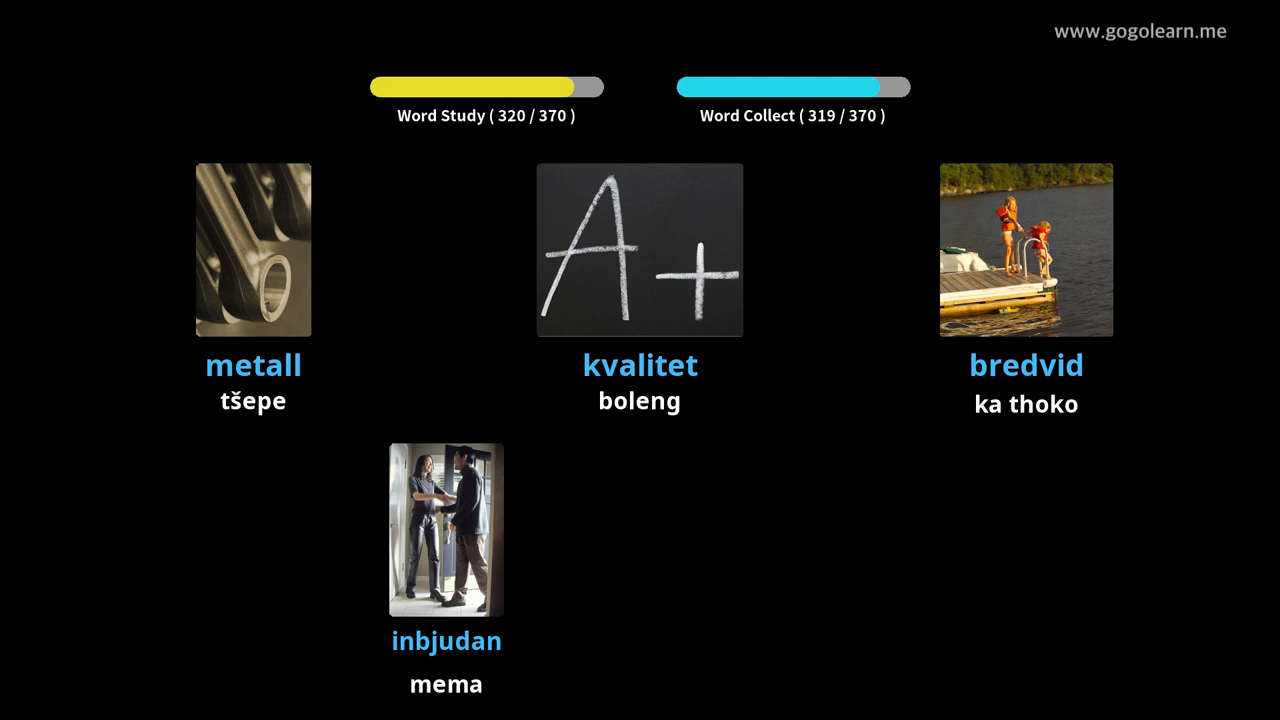 www.gogolearn.me
Word Study ( 320 / 370 )
Word Collect ( 319 / 370 )
A+
metall
kvalitet
bredvid
tšepe
boleng
ka thoko
inbjudan
mema